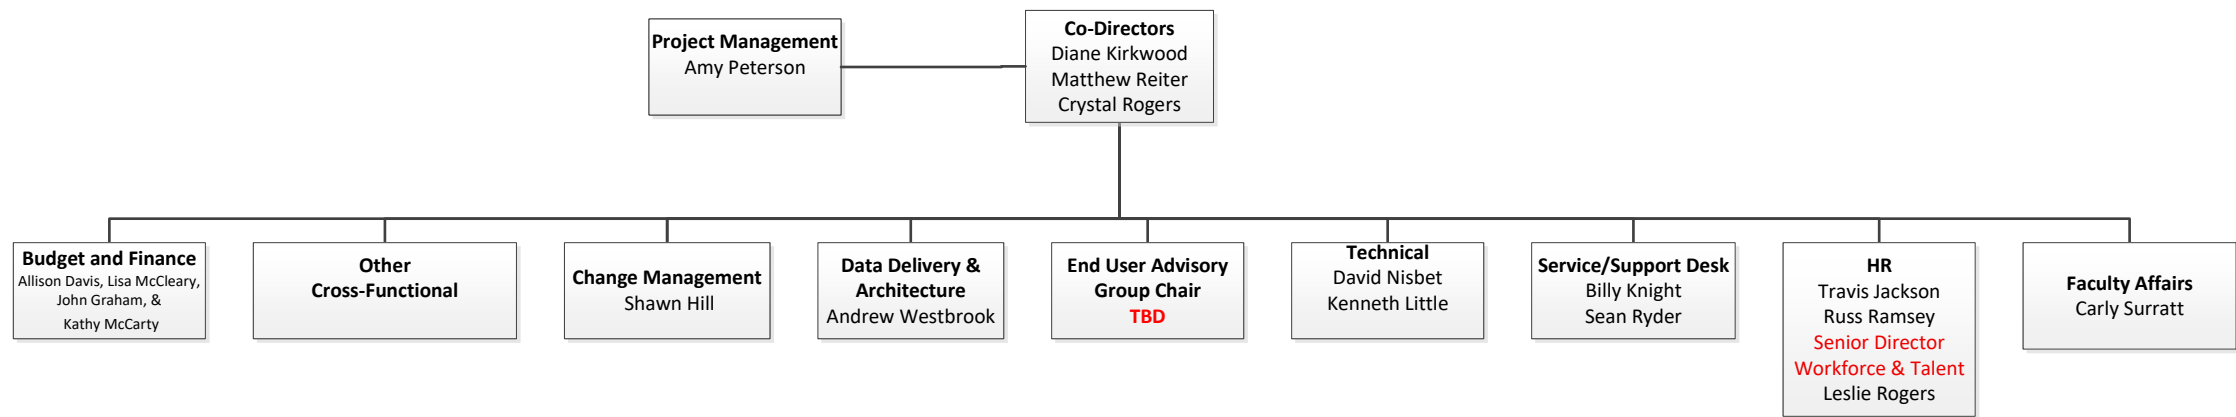 Project Management
Amy Peterson
Co-Directors
Diane Kirkwood
Matthew Reiter
Crystal Rogers
Budget and Finance
Allison Davis, Lisa McCleary,
John Graham, &
Kathy McCarty
Other
Cross-Functional
Change Management
Shawn Hill
Data Delivery &
Architecture
Andrew Westbrook
End User Advisory
Group Chair
TBD
Technical
David Nisbet
Kenneth Little
Service/Support Desk
Billy Knight
Sean Ryder
HR
Travis Jackson
Russ Ramsey
Senior Director
Workforce & Talent
Leslie Rogers
Faculty Affairs
Carly Surratt